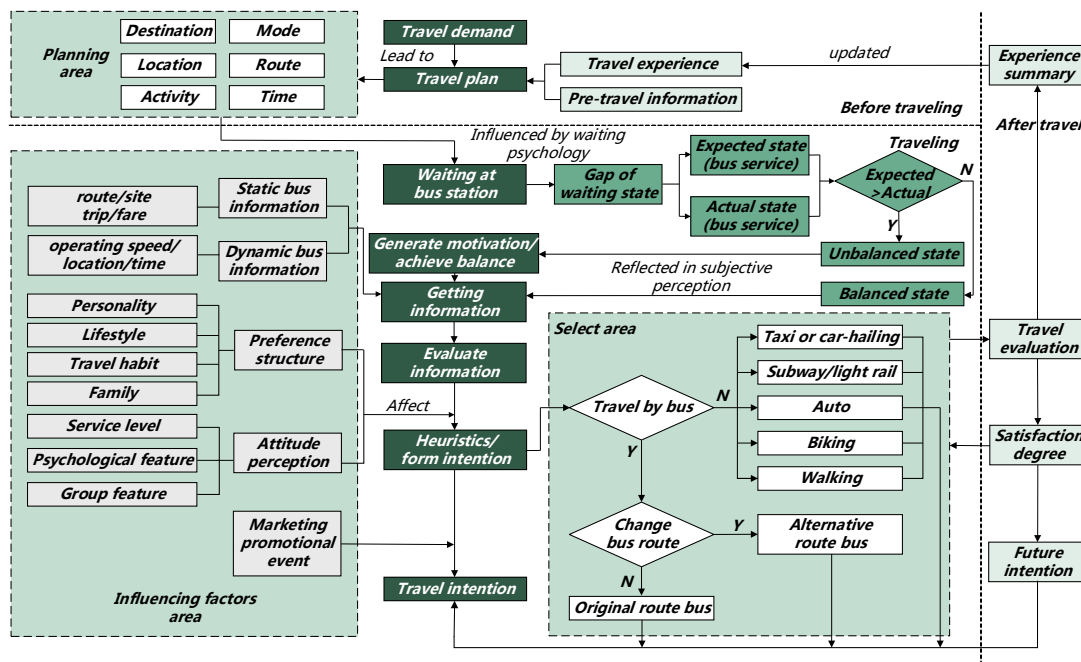 Planning
area
Destination
Mode
Location
Route
Activity
Time
Travel demand
Lead to
Travel plan
Travel experience
Pre-travel information
updated
Experience
summary
Before traveling
After travel
Influenced by waiting
psychology
Traveling
Waiting at
bus station
Gap of
waiting state
Expected state
(bus service)
Actual state
(bus service)
Expected
>Actual
N
Y
Unbalanced state
Balanced state
Reflected in subjective
perception
Generate motivation/
achieve balance
Getting
information
Evaluate
information
Affect
Heuristics/
form intention
Travel intention
route/site
trip/fare
Static bus
information
operating speed/
location/time
Dynamic bus
information
Personality
Lifestyle
Travel habit
Family
Preference
structure
Service level
Psychological feature
Group feature
Attitude
perception
Marketing
promotional
event
Influencing factors
area
Select area
Travel by bus
N
Y
Taxi or car-hailing
Subway/light rail
Auto
Biking
Walking
Change
bus route
Y
N
Alternative
route bus
Original route bus
Travel
evaluation
Satisfaction
degree
Future
intention